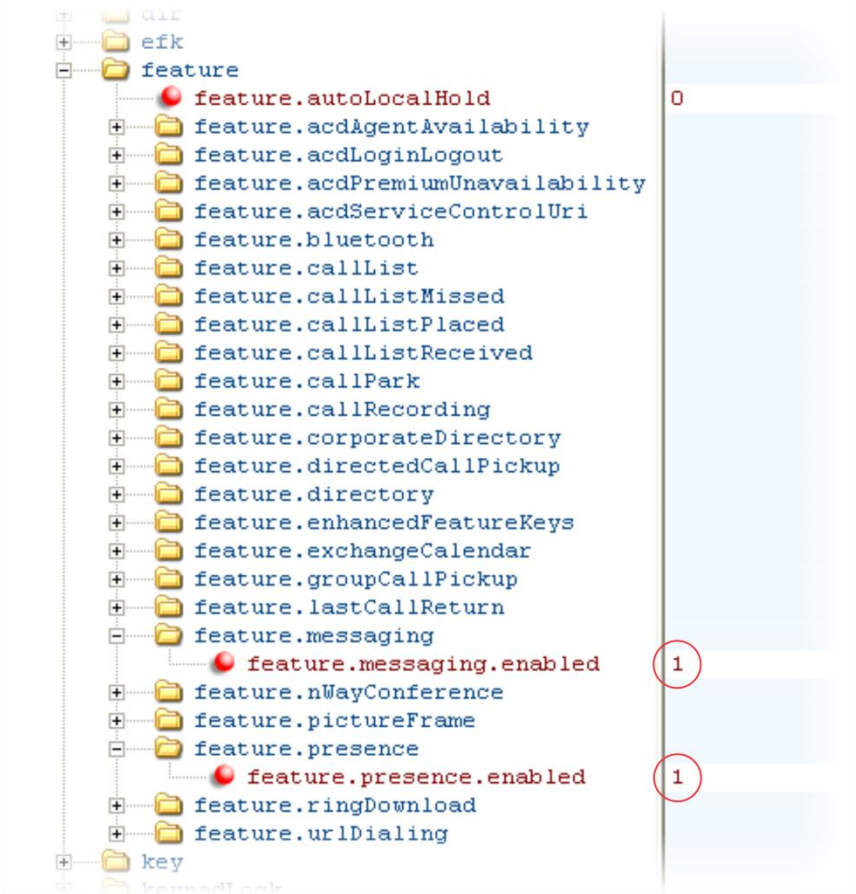 dir
efk
feature
feature.autoLocalHold 0
feature.acdAgentAvailability
feature.acdLoginLogout
feature.acdPremiumUnavailability
feature.acdServiceControlUri
feature.bluetooth
feature.callList
feature.callListMissed
feature.callListPlaced
feature.callListReceived
feature.callPark
feature.callRecording
feature.corporateDirectory
feature.directedCallPickup
feature.directory
feature.enhancedFeatureKeys
feature.exchangeCalendar
feature.groupCallPickup
feature.lastCallReturn
feature.messaging
feature.messaging.enabled 1
feature.nWayConference
feature.pictureFrame
feature.presence
feature.presence.enabled 1
feature.ringDownload
feature.urlDialing
key
keypadLock